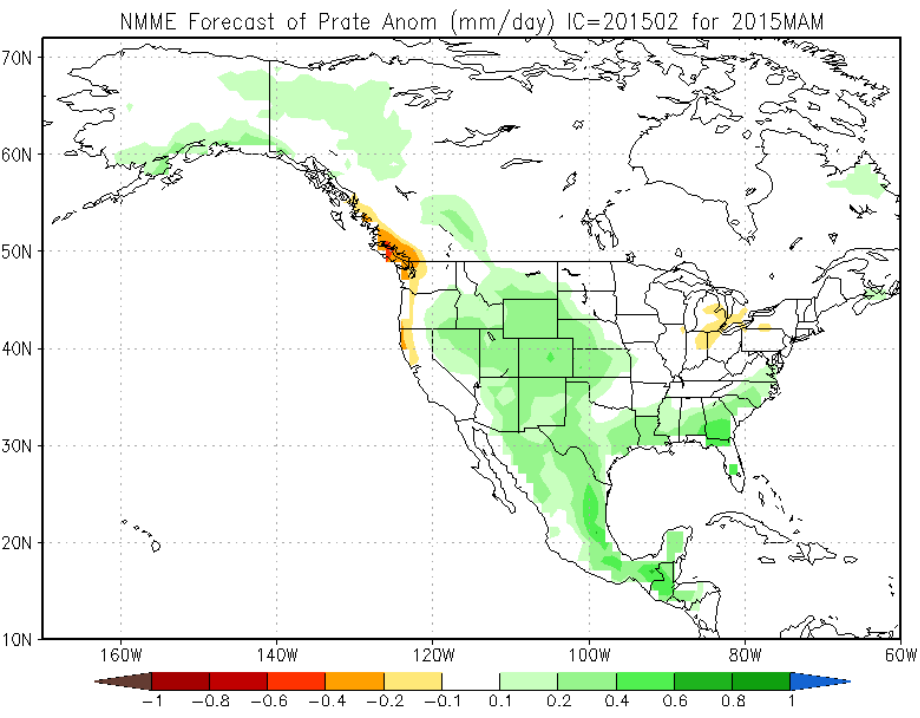 NMME Forecast of Prate Anom (mm/day) IC=201502 for 2015MAM
70N
60N
50N
40N
30N
20N
10N
160W 140W 120W 100W 80W 60W
-1 -0.8 -0.6 -0.4 -0.2 -0.1 0.1 0.2 0.4 0.6 0.8 1